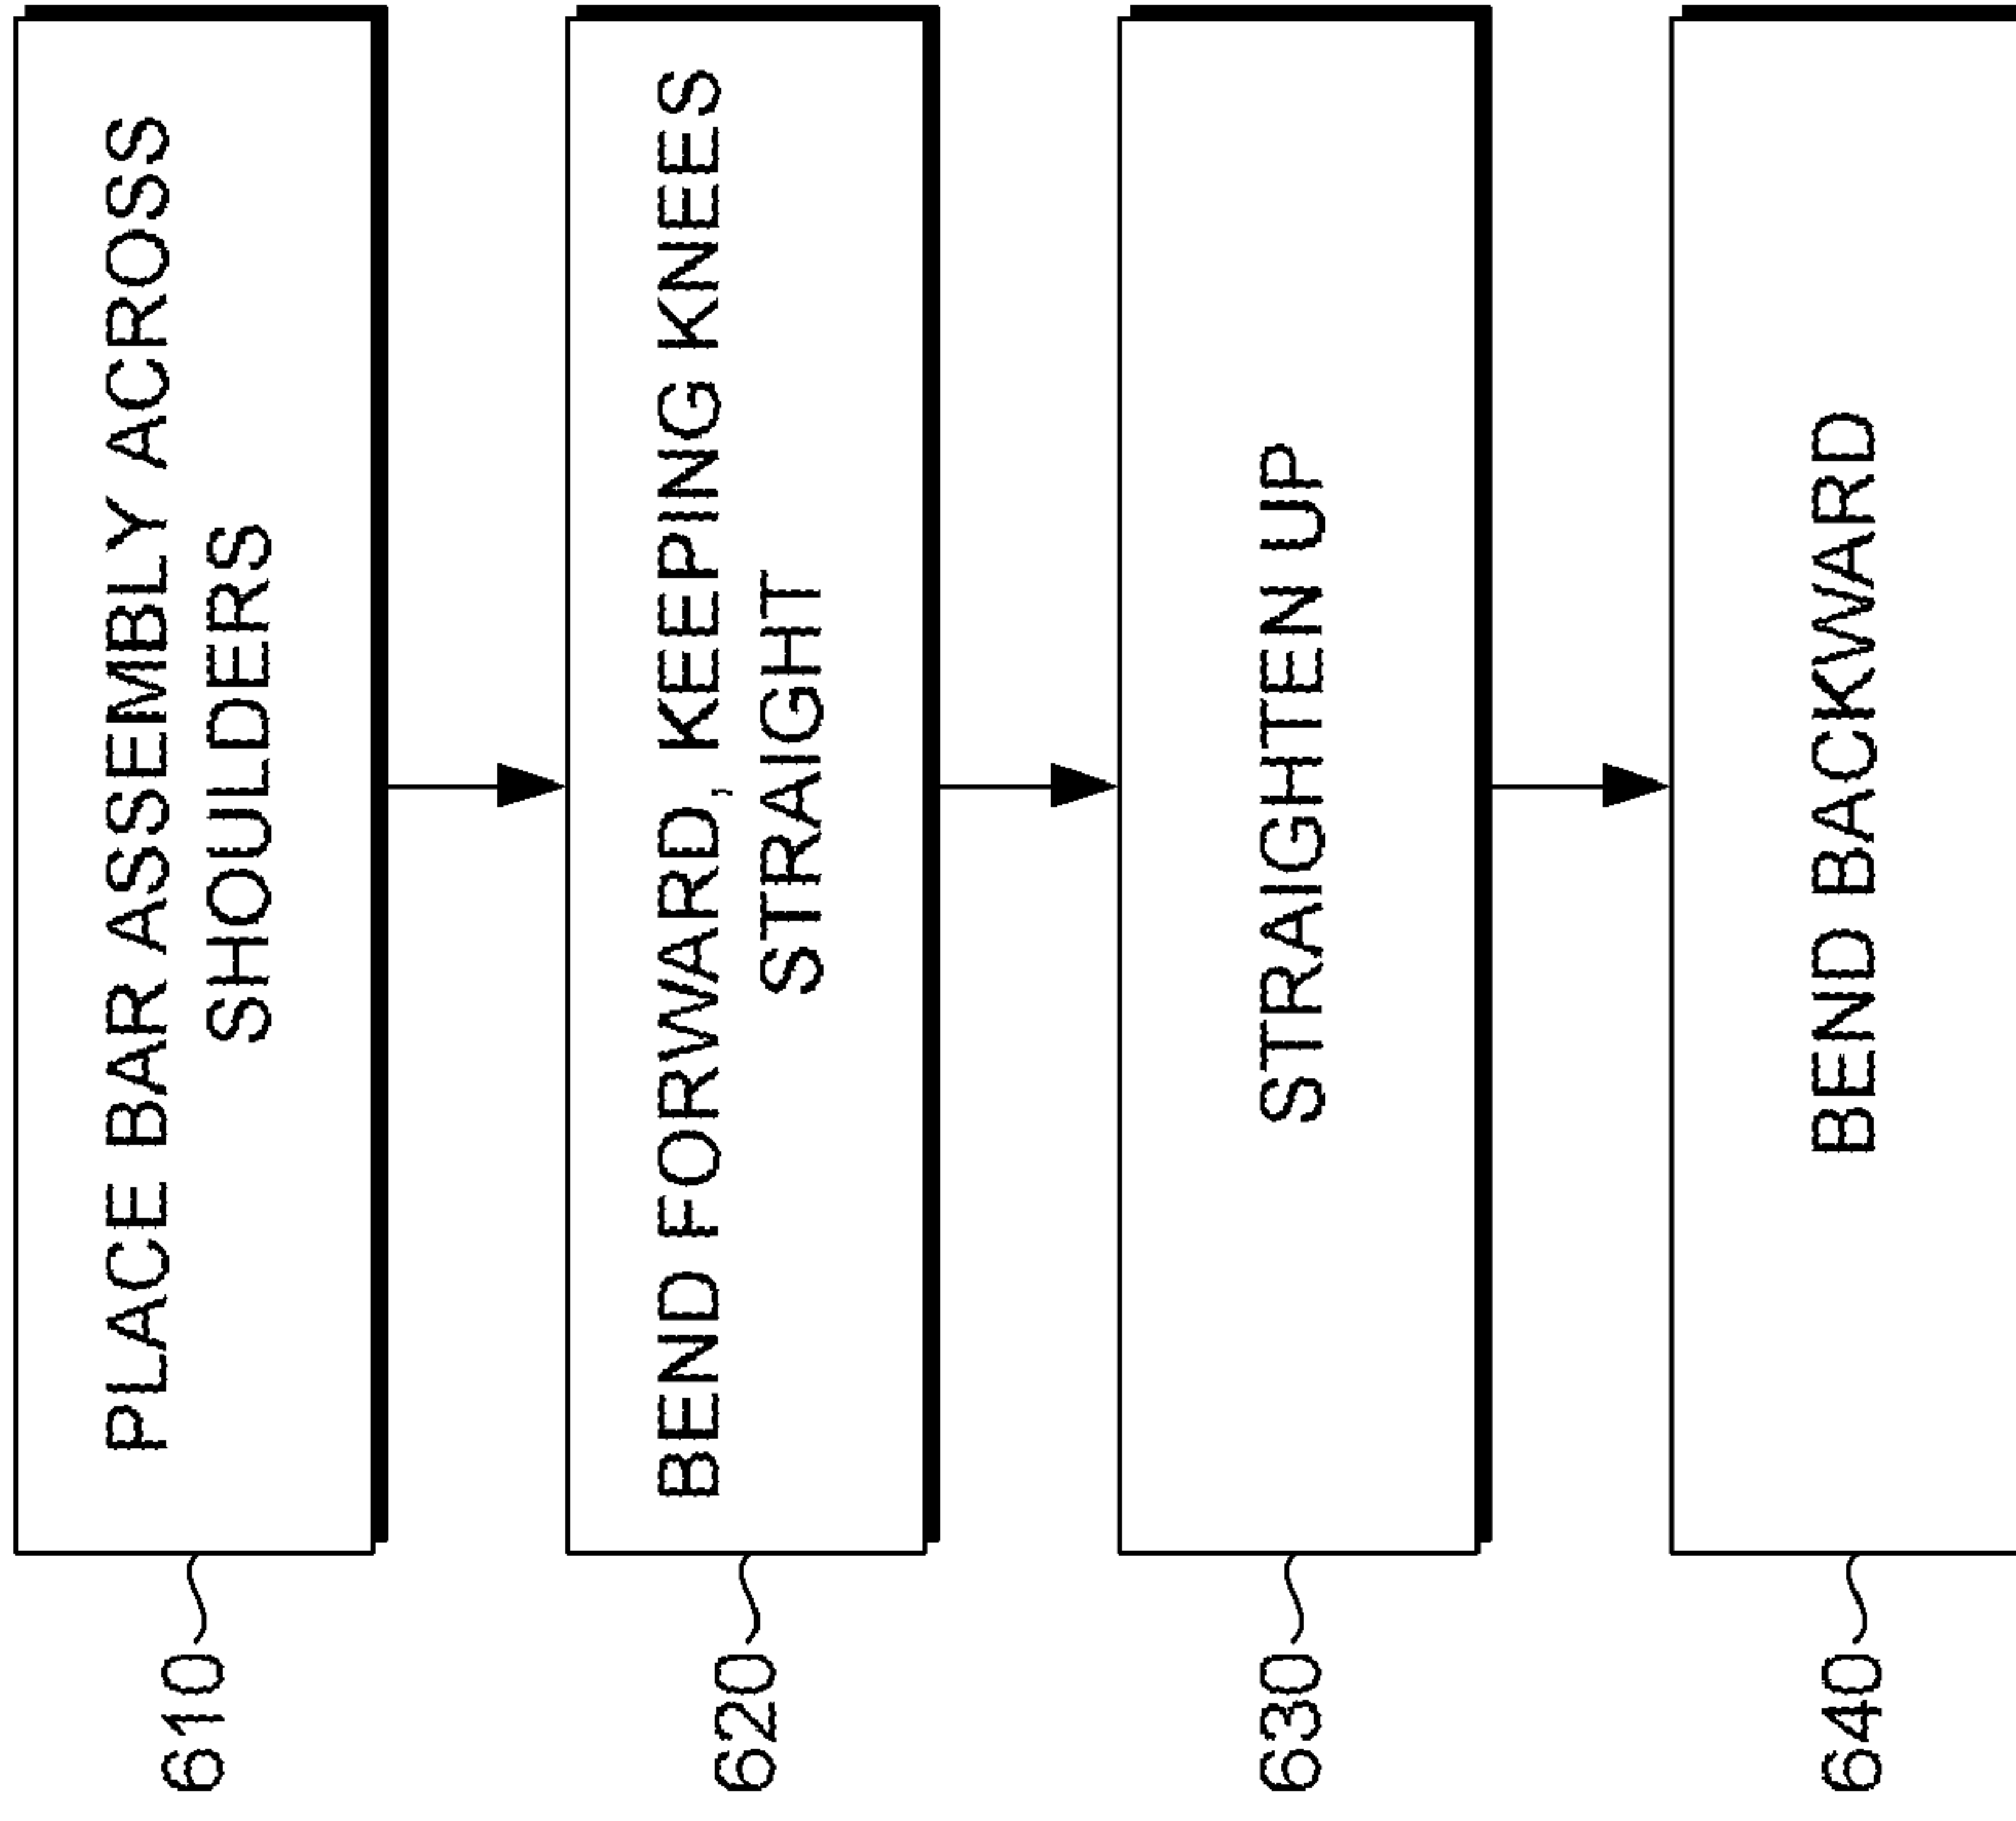 610
PLACE BAR ASSEMBLY ACROSS
SHOULDERS
620
BEND FORWARD, KEEPING KNEES
STRAIGHT
630
STRAIGHTEN UP
640
BEND BACKWARD